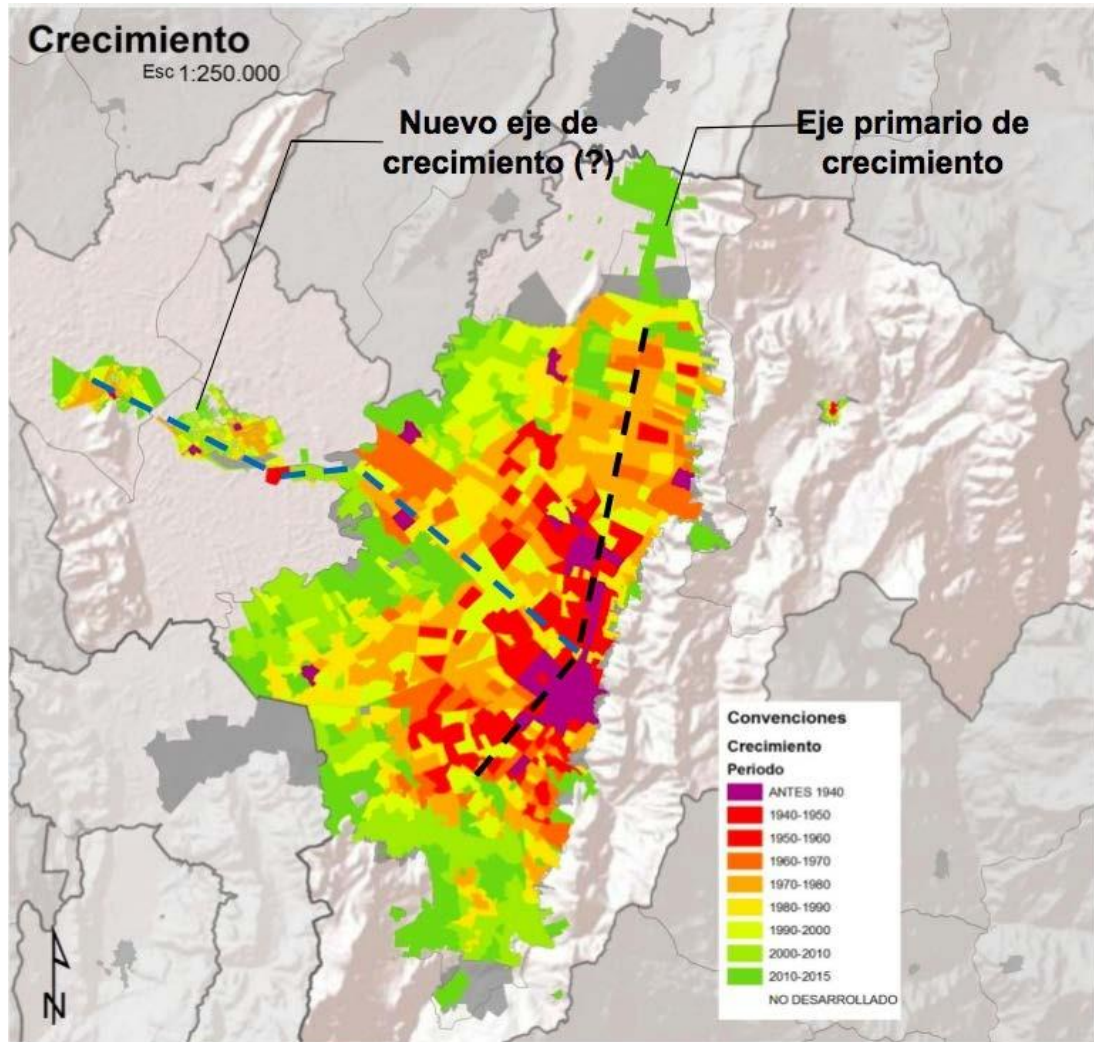 Crecimiento
Esc 1:250.000
Nuevo eje de
crecimiento (?)
Eje primario de
crecimiento
Convenciones
Crecimiento
Periodo
ANTES 1940
1940-1950
1950-1960
1960-1970
1970-1980
1980-1990
1990-2000
2000-2010
2010-2015
NO DESARROLLADO
N